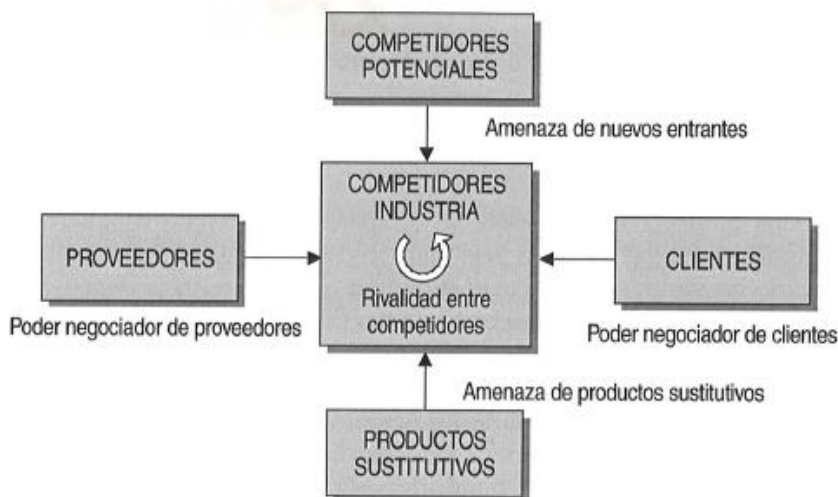 COMPETIDORES
POTENCIALES
Amenaza de nuevos entrantes
COMPETIDORES
INDUSTRIA
Rivalidad entre
competidores
PROVEEDORES
Poder negociador de proveedores
CLIENTES
Poder negociador de clientes
Amenaza de productos sustitutivos
PRODUCTOS
SUSTITUTIVOS